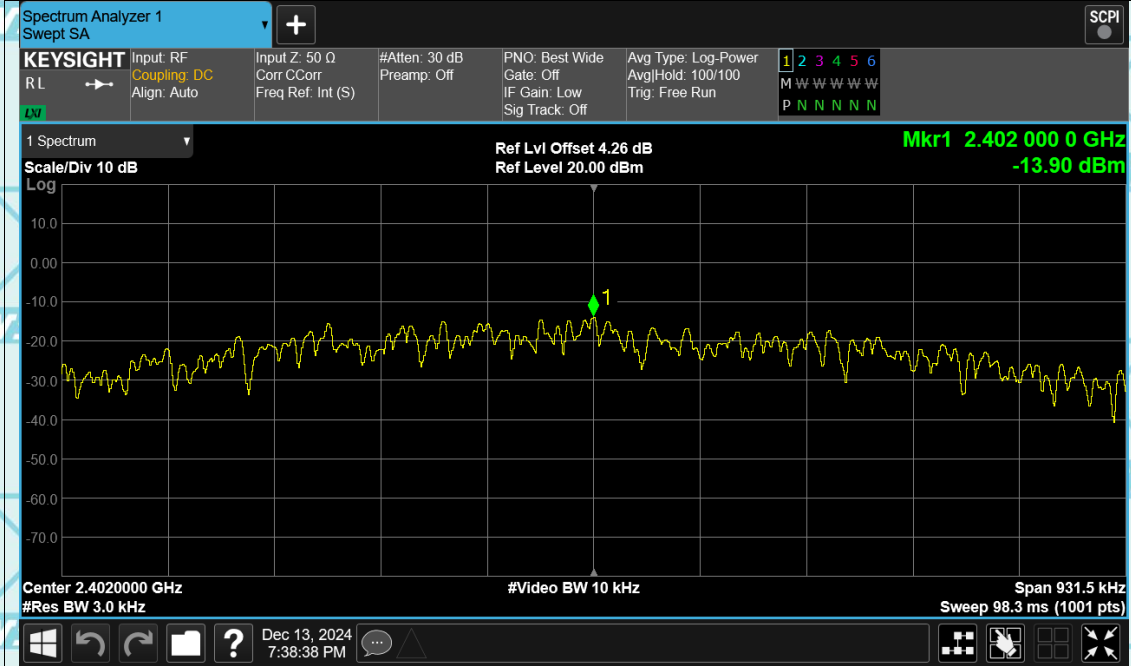 Spectrum Analyzer 1
Swept SA
+
SCPI
KEYSIGHT
R L
LXI
Input: RF
Coupling: DC
Align: Auto
Input Z: 50 Ω
Corr CCorr
Freq Ref: Int (S)
#Atten: 30 dB
Preamp: Off
PNO: Best Wide
Gate: Off
IF Gain: Low
Sig Track: Off
Avg Type: Log-Power
Avg|Hold: 100/100
Trig: Free Run
1 2 3 4 5 6
M W W W W W
P N N N N N
1 Spectrum
Scale/Div 10 dB
Ref Lvl Offset 4.26 dB
Ref Level 20.00 dBm
Mkr1 2.402 000 0 GHz
-13.90 dBm
Log
10.0
0.00
-10.0
-20.0
-30.0
-40.0
-50.0
-60.0
-70.0
1
Center 2.4020000 GHz
#Res BW 3.0 kHz
#Video BW 10 kHz
Span 931.5 kHz
Sweep 98.3 ms (1001 pts)
?
Dec 13, 2024
7:38:38 PM